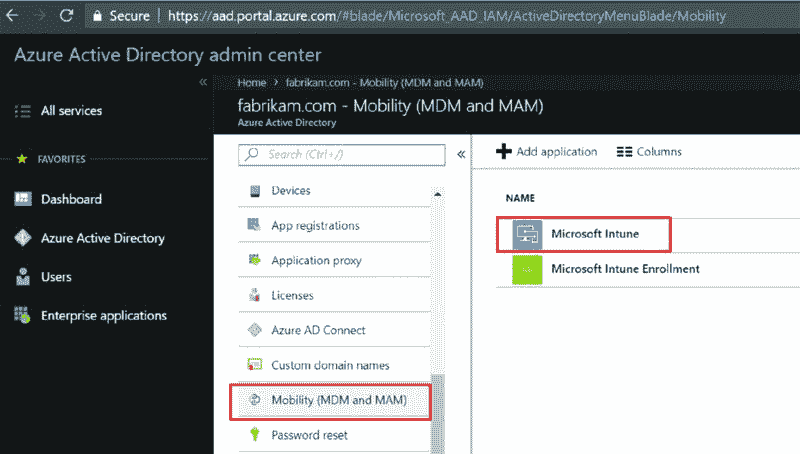 Secure https://aad.portal.azure.com/#blade/Microsoft_AAD_IAM/ActiveDirectoryMenuBlade/Mobility
Azure Active Directory admin center
All services
FAVORITES
Dashboard
Azure Active Directory
Users
Enterprise applications
Home > fabrikam.com - Mobility (MDM and MAM)
fabrikam.com - Mobility (MDM and MAM)
Azure Active Directory
Search (Ctrl+/)
Devices
App registrations
Application proxy
Licenses
Azure AD Connect
Custom domain names
Mobility (MDM and MAM)
Password reset
Add application Columns
NAME
Microsoft Intune
Microsoft Intune Enrollment